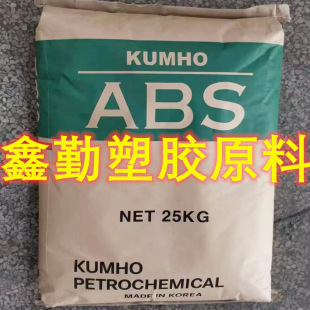 KUMHO
ABS
鑫勤塑胶原料
NET 25KG
KUMHO
PETROCHEMICAL
MADE IN KOREA